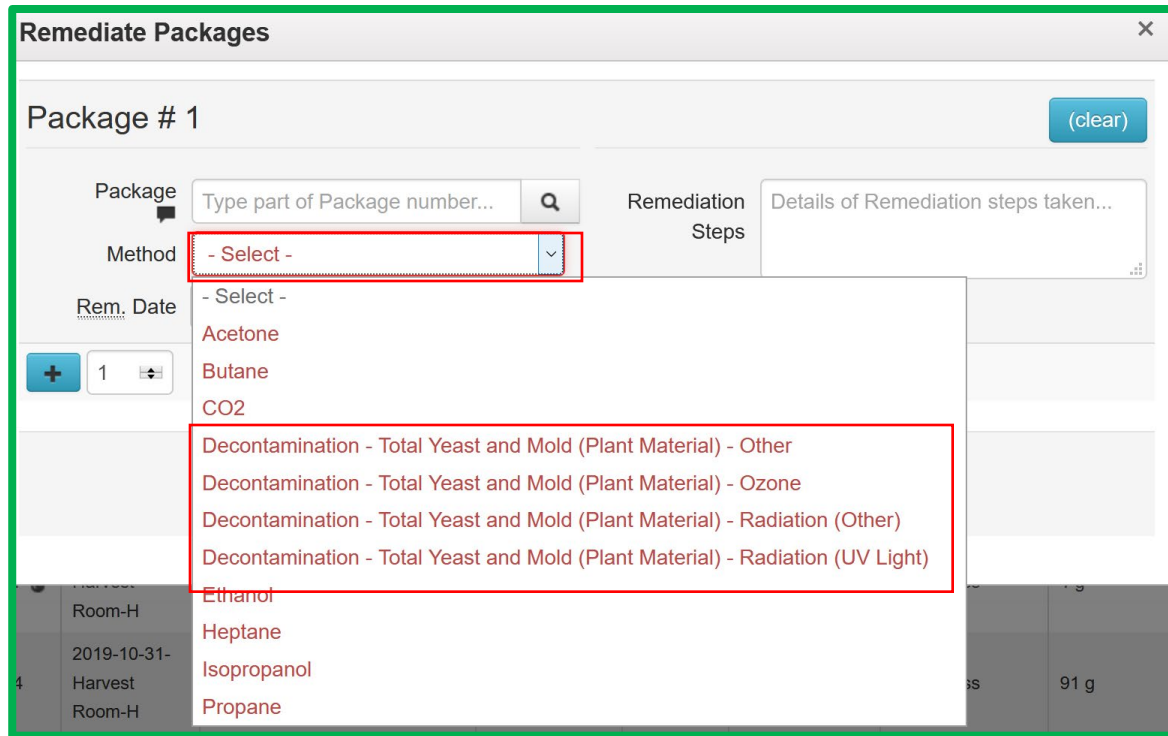 Remediate Packages
×
Package # 1
(clear)
Package
Type part of Package number...
Remediation
Steps
Details of Remediation steps taken...
Method
- Select -
Rem. Date
- Select -
Acetone
Butane
+
1
CO2
Decontamination - Total Yeast and Mold (Plant Material) - Other
Decontamination - Total Yeast and Mold (Plant Material) - Ozone
Decontamination - Total Yeast and Mold (Plant Material) - Radiation (Other)
Decontamination - Total Yeast and Mold (Plant Material) - Radiation (UV Light)
Ethanol
Heptane
Isopropanol
Propane
Harvest
Room-H
2019-10-31-
4
Harvest
ss
91 g
Room-H